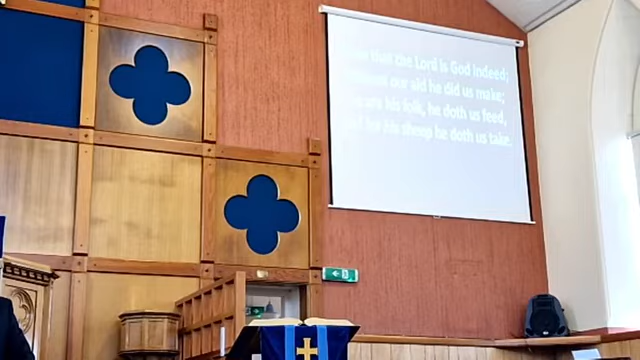 that the Lord is God indeed;
our aid he did us make;
his folk, he doth us feed,
for his sheep he doth us take.